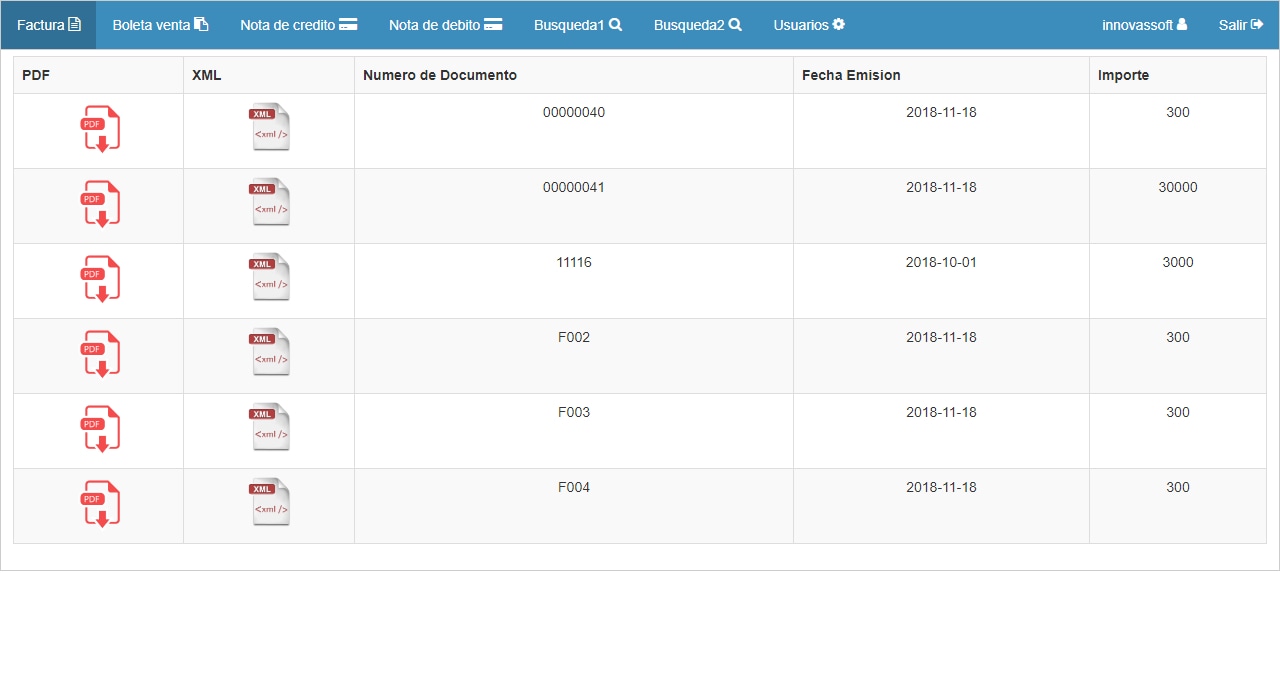 Factura Boleta venta Nota de credito Nota de debito Busqueda1 Busqueda2 Usuarios innovassoft Salir
PDF XML Numero de Documento Fecha Emision Importe
PDF XML <xml /> 00000040 2018-11-18 300
PDF XML <xml /> 00000041 2018-11-18 30000
PDF XML <xml /> 11116 2018-10-01 3000
PDF XML <xml /> F002 2018-11-18 300
PDF XML <xml /> F003 2018-11-18 300
PDF XML <xml /> F004 2018-11-18 300